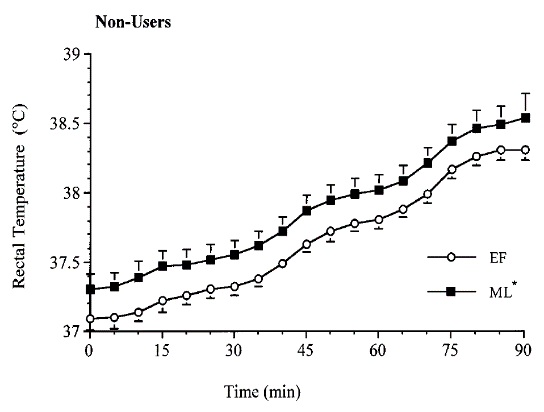 Non-Users
Rectal Temperature (°C)
39
38.5
38
37.5
37
0 15 30 45 60 75 90
Time (min)
EF
ML*